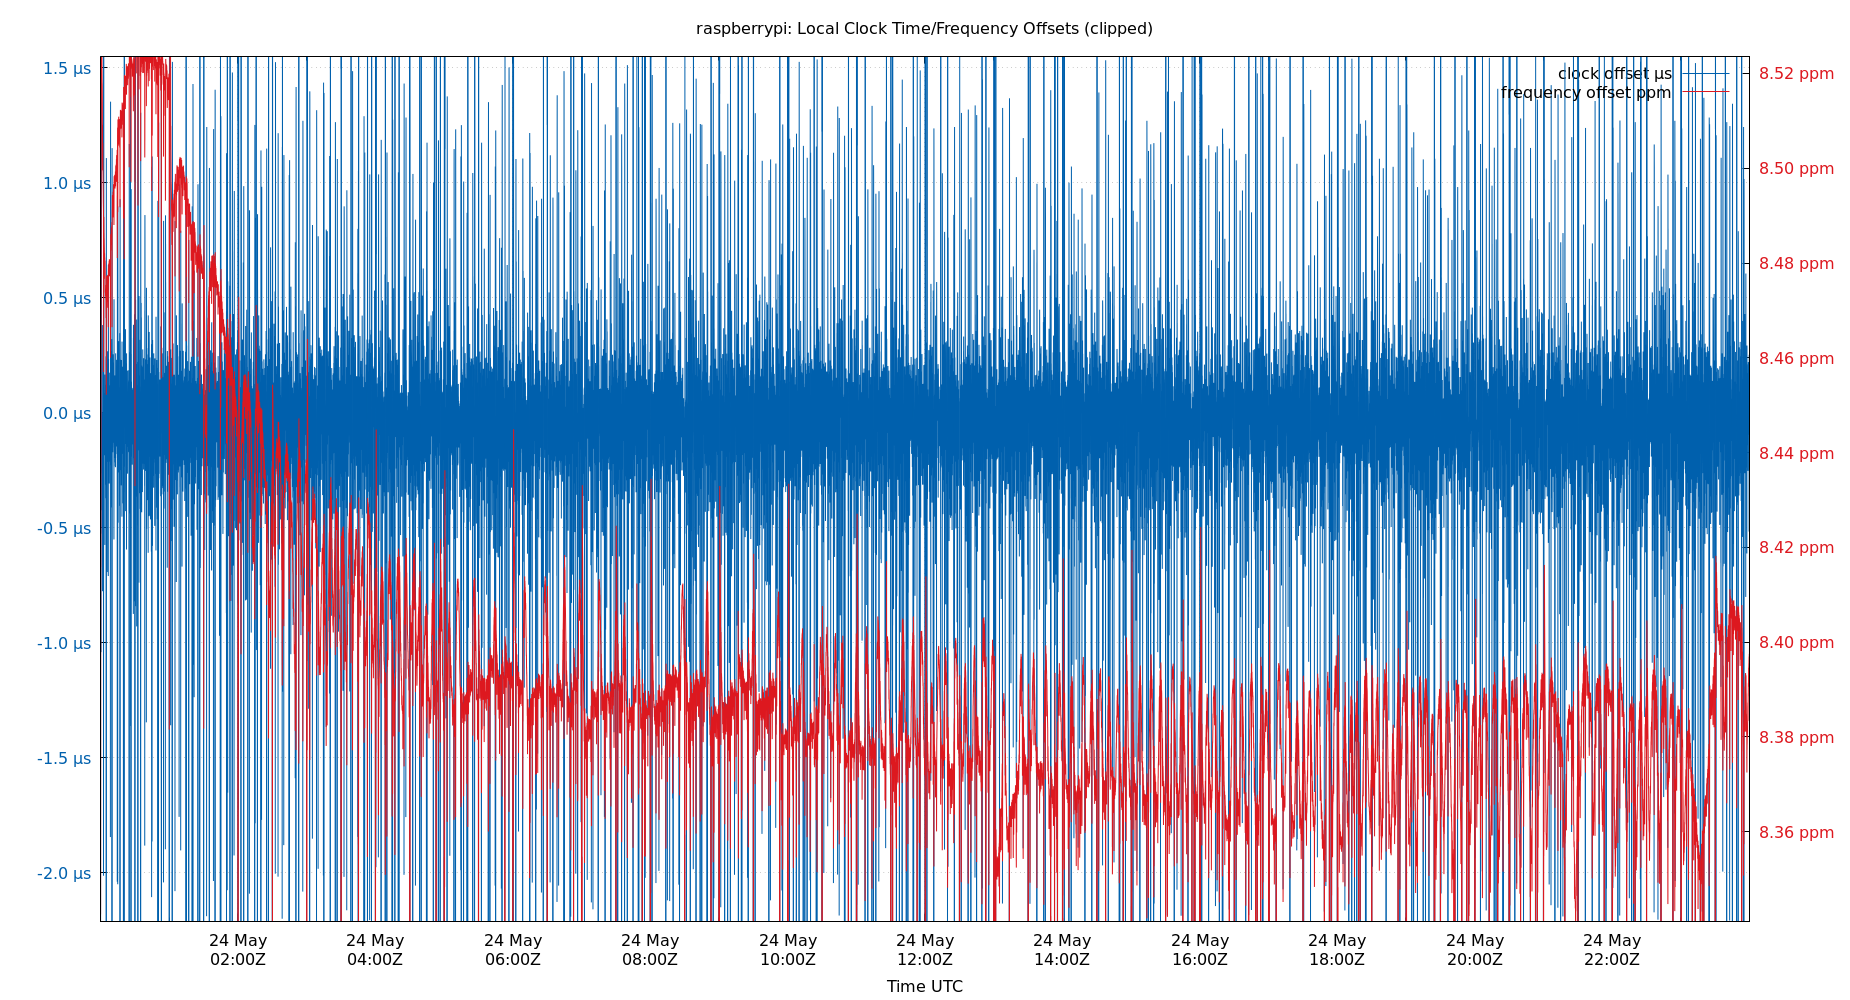 raspberrypi: Local Clock Time/Frequency Offsets (clipped)
clock offset µs
frequency offset ppm
1.5 µs
1.0 µs
0.5 µs
0.0 µs
-0.5 µs
-1.0 µs
-1.5 µs
-2.0 µs
8.52 ppm
8.50 ppm
8.48 ppm
8.46 ppm
8.44 ppm
8.42 ppm
8.40 ppm
8.38 ppm
8.36 ppm
24 May
02:00Z
24 May
04:00Z
24 May
06:00Z
24 May
08:00Z
24 May
10:00Z
24 May
12:00Z
24 May
14:00Z
24 May
16:00Z
24 May
18:00Z
24 May
20:00Z
24 May
22:00Z
Time UTC